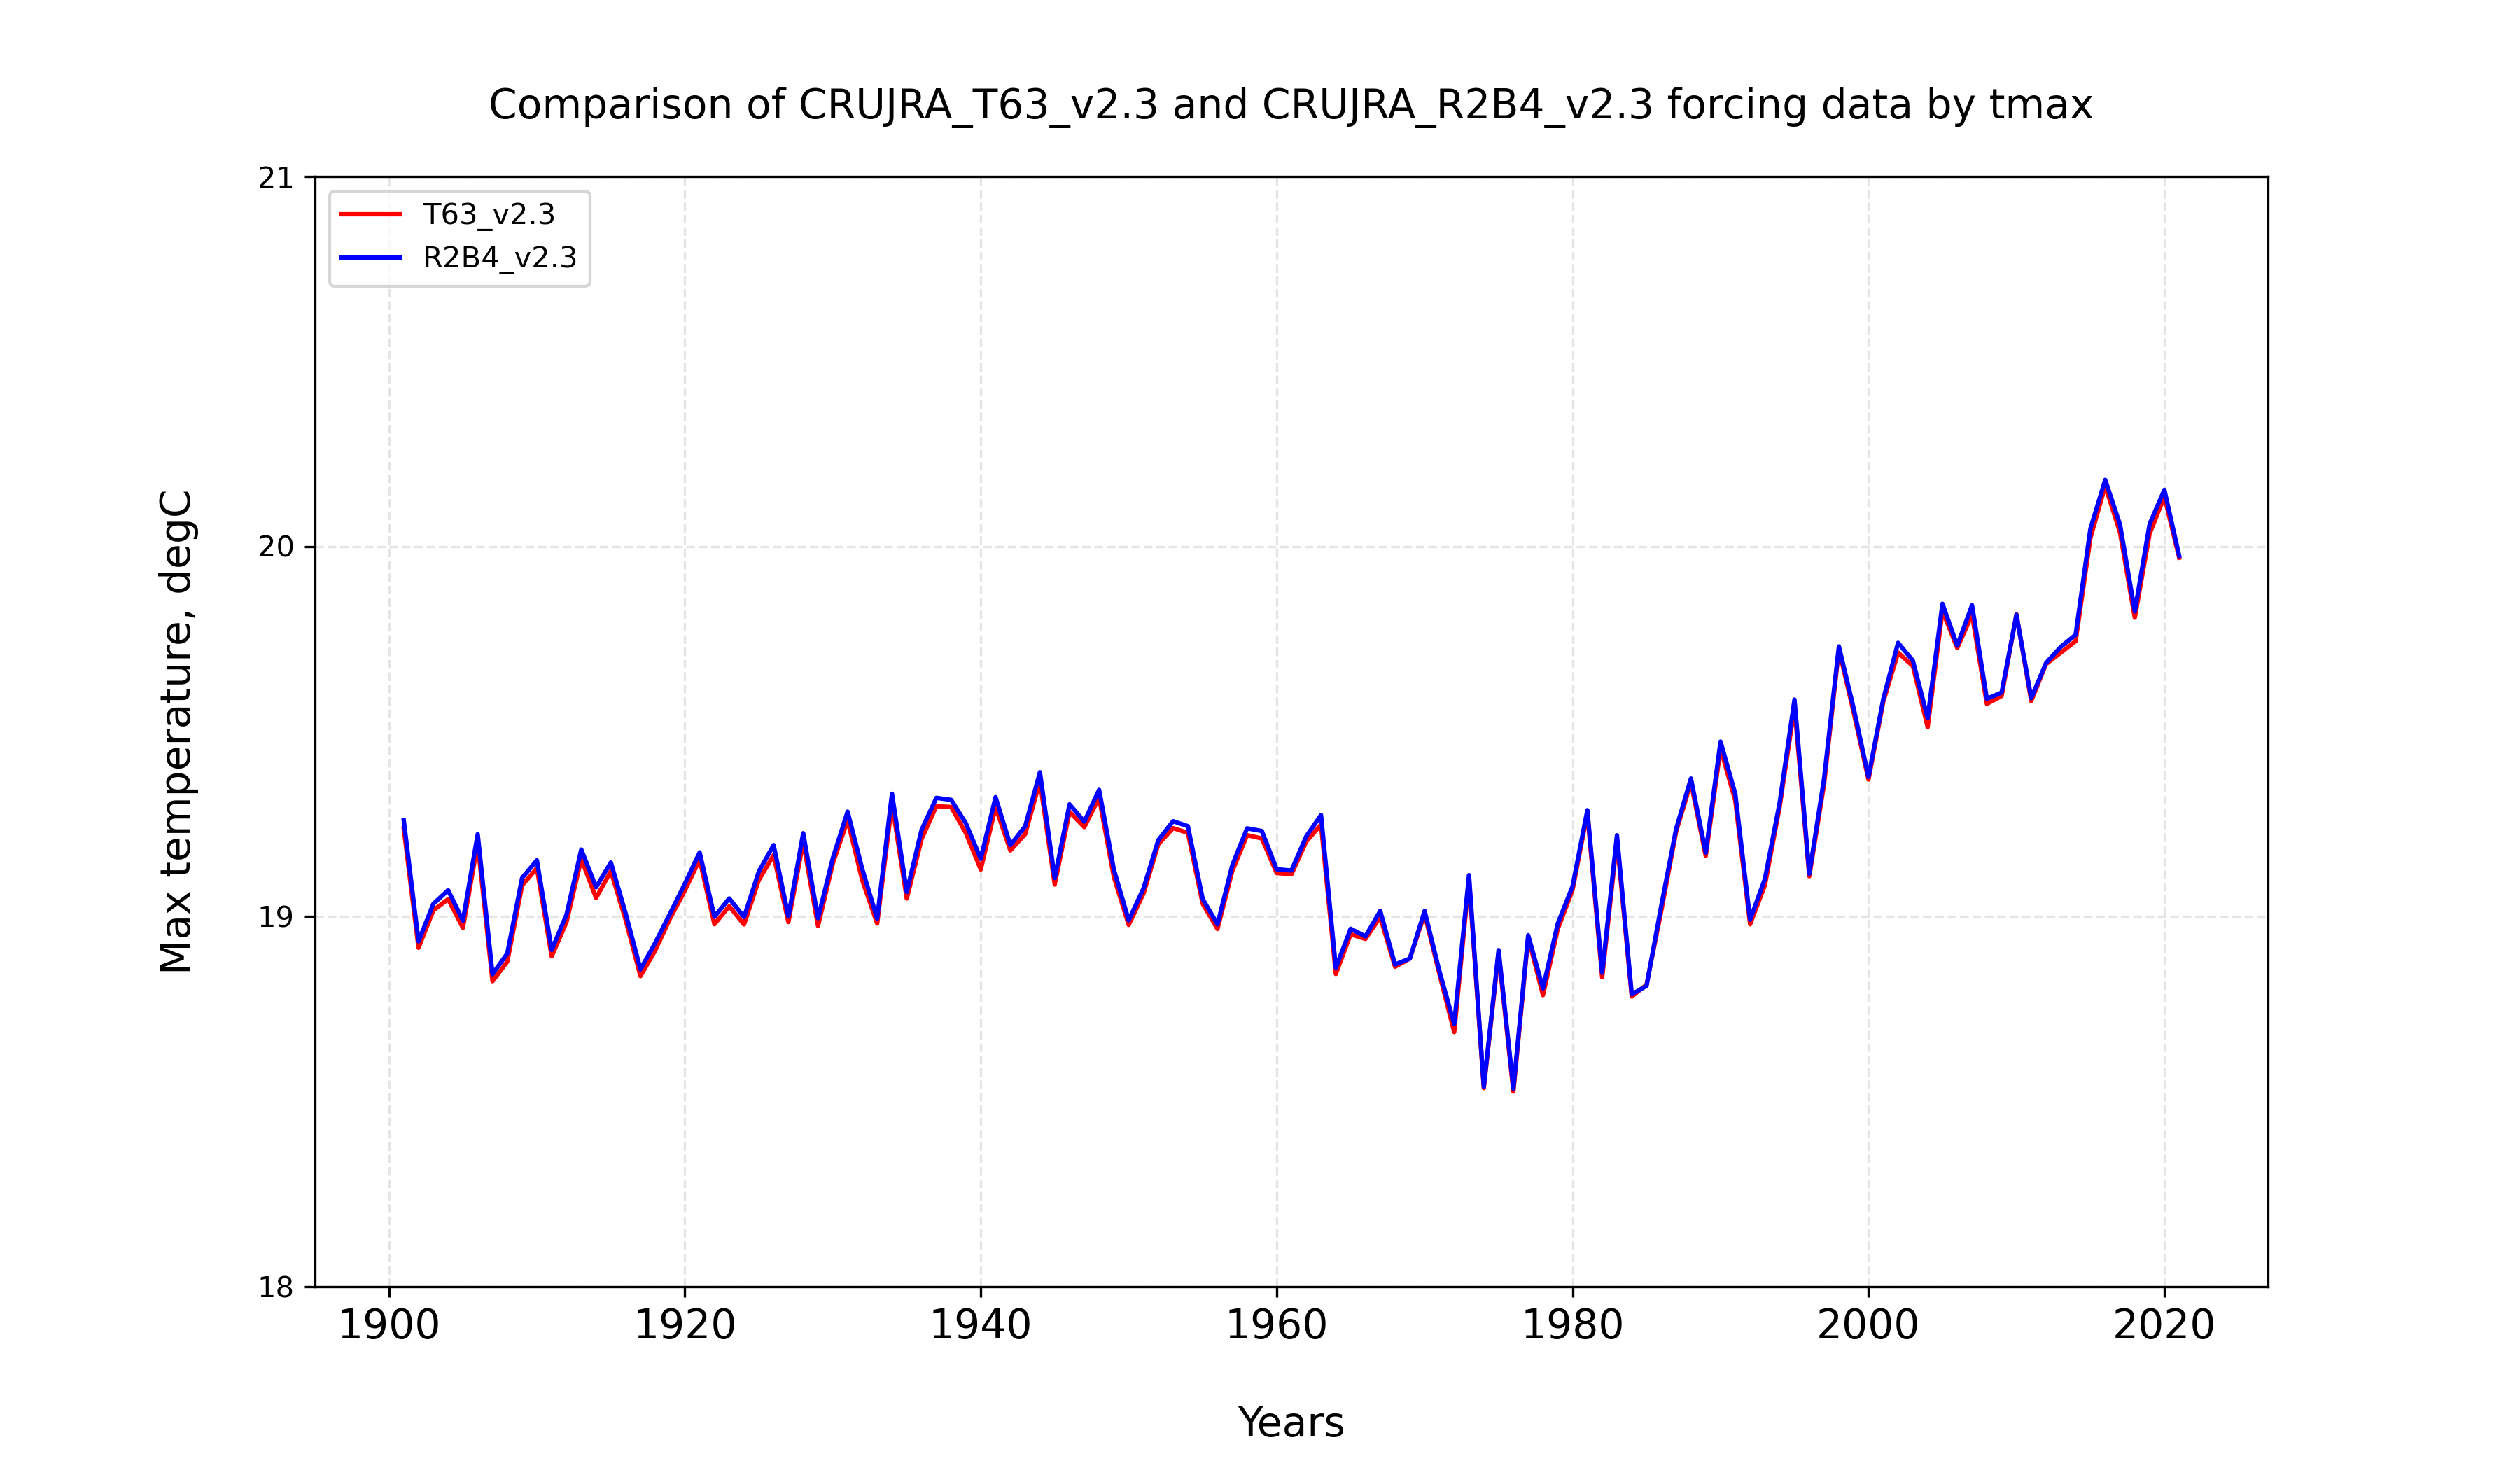 Comparison of CRUJRA_T63_v2.3 and CRUJRA_R2B4_v2.3 forcing data by tmax
21
T63_v2.3
R2B4_v2.3
20
Max ttemperature, degC
19
18
1900 1920 1940 1960 1980 2000 2020
Years